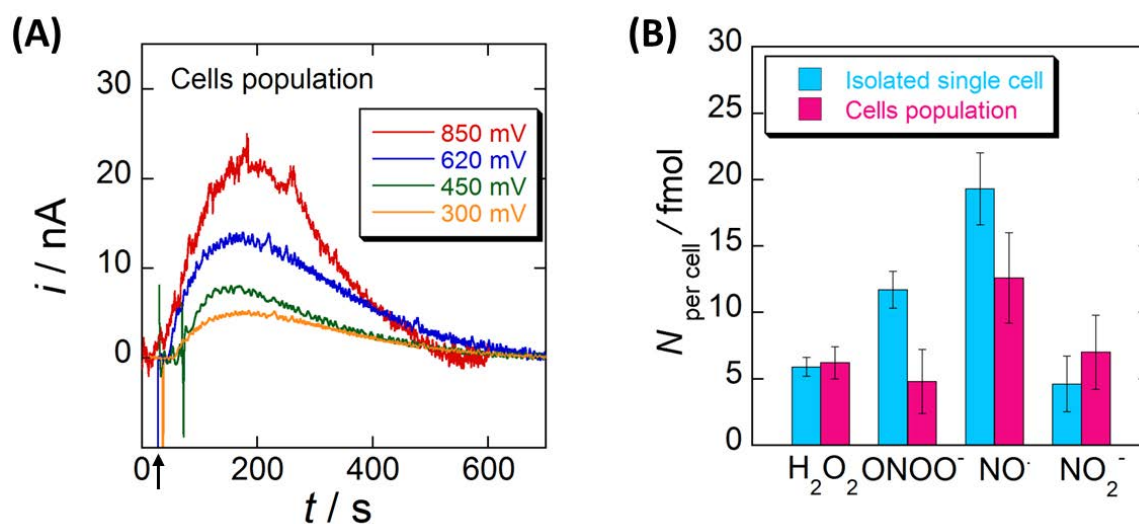 (A)
Cells population
850 mV
620 mV
450 mV
300 mV
i / nA
30
20
10
0
0 200 400 600
t / s
(B)
Isolated single cell
Cells population
N per cell / fmol
30
25
20
15
10
5
0
H₂O₂ ONOO⁻ NO· NO₂⁻